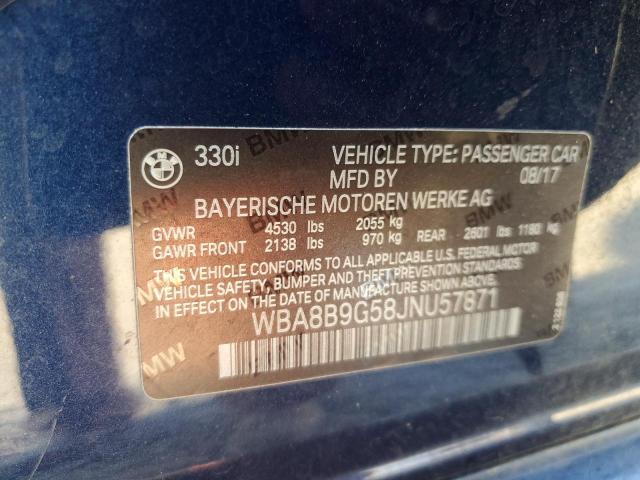 BMW 330i VEHICLE TYPE: PASSENGER CAR
MFD BY 08/17
BAYERISCHE MOTOREN WERKE AG
GVWR 4530 lbs 2055 kg
GAWR FRONT 2138 lbs 970 kg REAR 2601 lbs 1180 kg
THIS VEHICLE CONFORMS TO ALL APPLICABLE U.S. FEDERAL MOTOR
VEHICLE SAFETY, BUMPER AND THEFT PREVENTION STANDARDS
IN EFFECT ON THE DATE OF MANUFACTURE SHOWN ABOVE.
WBA8B9G58JNU57871